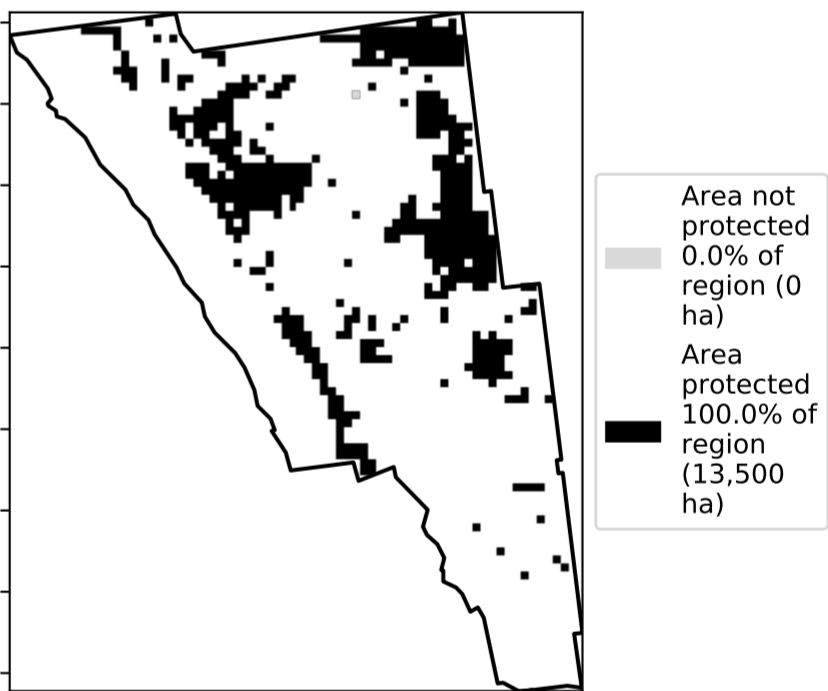 Area not
protected
0.0% of
region (0
ha)
Area
protected
100.0% of
region
(13,500
ha)